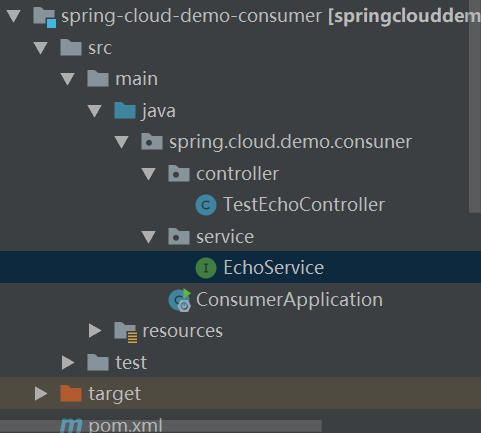 spring-cloud-demo-consumer [springclouddem
src
main
java
spring.cloud.demo.consuner
controller
C TestEchoController
service
I EchoService
C ConsumerApplication
resources
test
target
m pom.xml